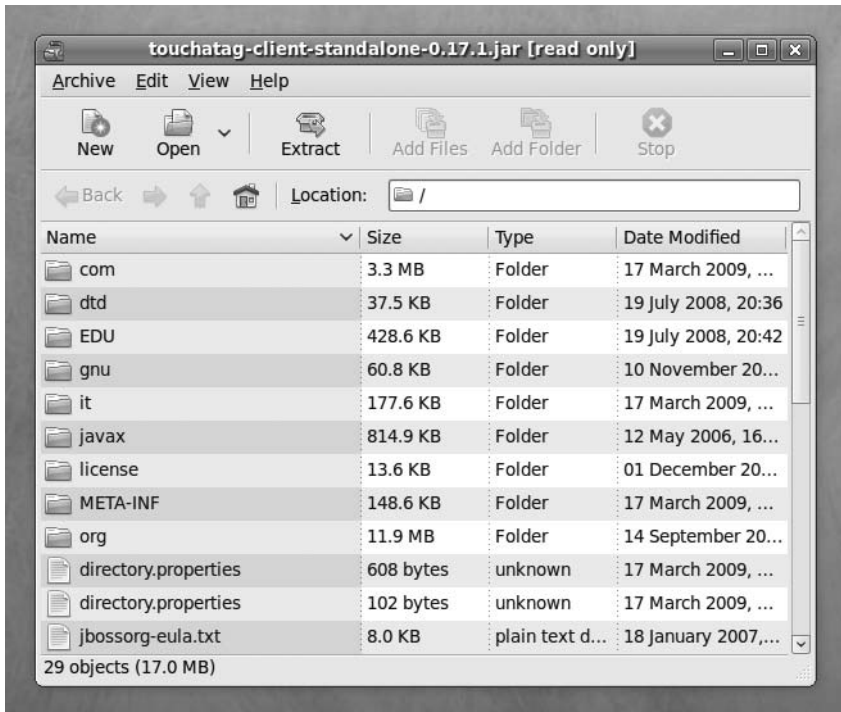 touchatag-client-standalone-0.17.1.jar [read only]
Archive Edit View Help
New Open Extract Add Files Add Folder Stop
Back Location: /
Name Size Type Date Modified
com 3.3 MB Folder 17 March 2009, ...
dtd 37.5 KB Folder 19 July 2008, 20:36
EDU 428.6 KB Folder 19 July 2008, 20:42
gnu 60.8 KB Folder 10 November 20...
it 177.6 KB Folder 17 March 2009, ...
javax 814.9 KB Folder 12 May 2006, 16...
license 13.6 KB Folder 01 December 20...
META-INF 148.6 KB Folder 17 March 2009, ...
org 11.9 MB Folder 14 September 20...
directory.properties 608 bytes unknown 17 March 2009, ...
directory.properties 102 bytes unknown 17 March 2009, ...
jbossorg-eula.txt 8.0 KB plain text d... 18 January 2007,...
29 objects (17.0 MB)